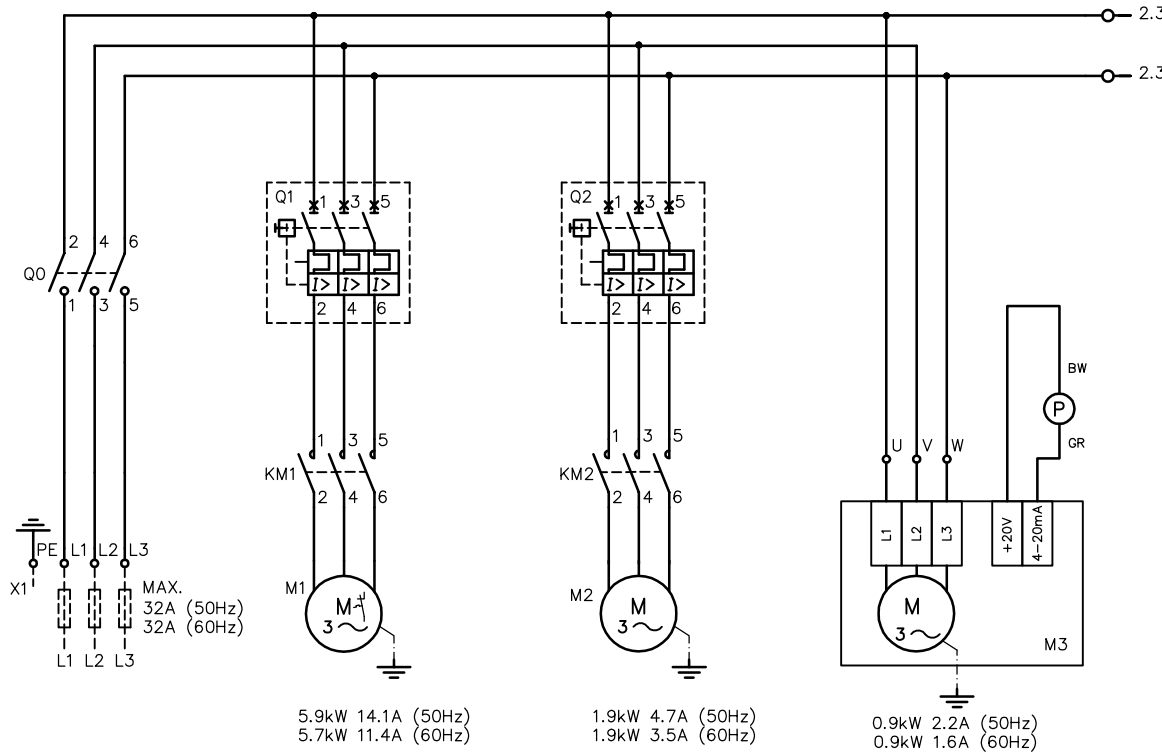 2.3
2.3
Q1
1 3 5
I> I> I>
2 4 6
Q2
1 3 5
I> I> I>
2 4 6
2 4 6
Q0
1 3 5
BW
P
GR
KM1
1 3 5
2 4 6
KM2
1 3 5
2 4 6
U V W
L1 L2 L3
+20V
4-20mA
PE L1 L2 L3
X1
MAX.
32A (50Hz)
32A (60Hz)
L1 L2 L3
M1
M
3
M2
M
3
M
3
M3
5.9kW 14.1A (50Hz)
5.7kW 11.4A (60Hz)
1.9kW 4.7A (50Hz)
1.9kW 3.5A (60Hz)
0.9kW 2.2A (50Hz)
0.9kW 1.6A (60Hz)